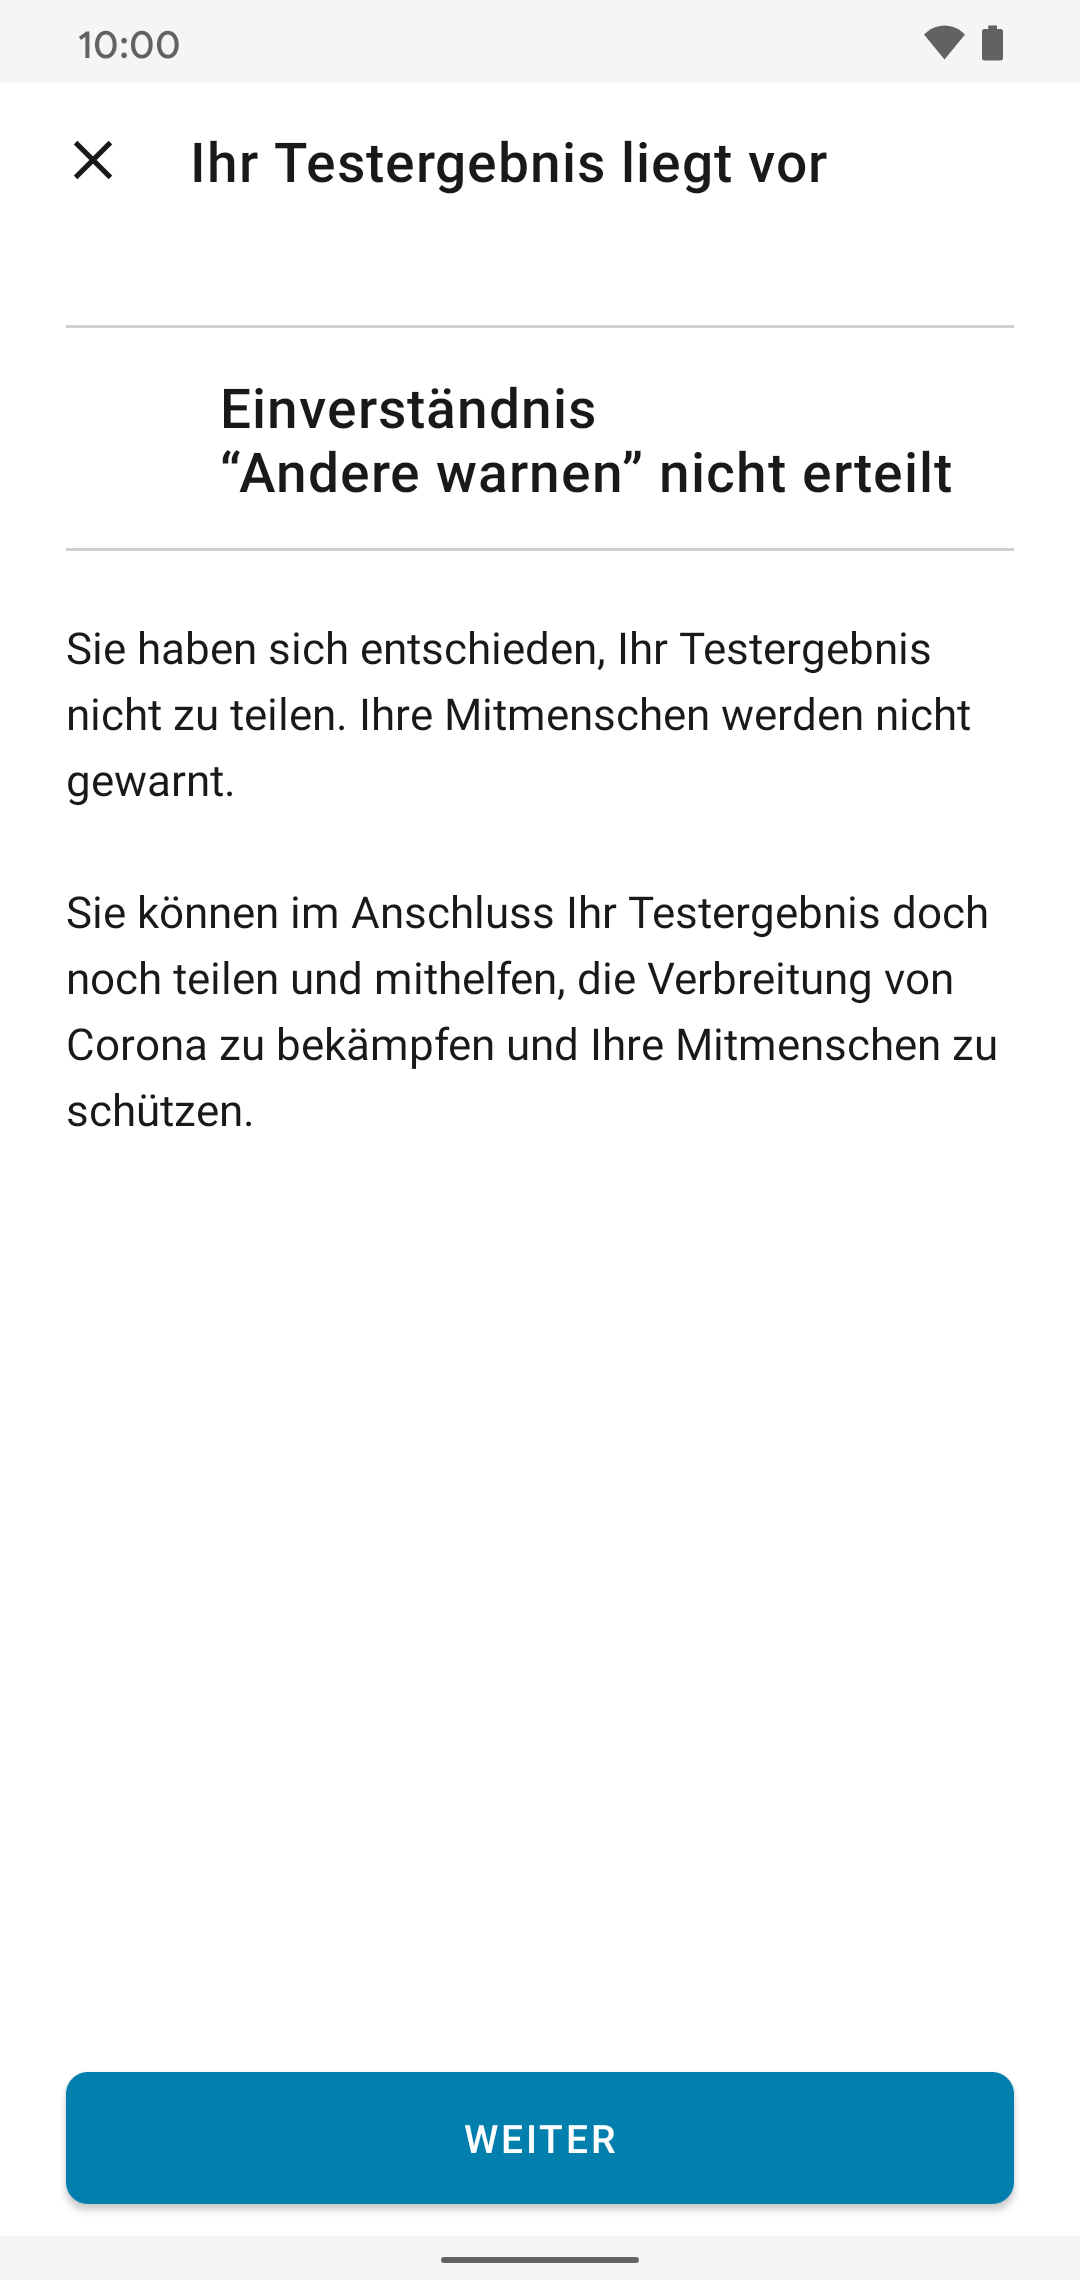 10:00
Ihr Testergebnis liegt vor
Einverständnis
“Andere warnen” nicht erteilt
Sie haben sich entschieden, Ihr Testergebnis
nicht zu teilen. Ihre Mitmenschen werden nicht
gewarnt.
Sie können im Anschluss Ihr Testergebnis doch
noch teilen und mithelfen, die Verbreitung von
Corona zu bekämpfen und Ihre Mitmenschen zu
schützen.
WEITER